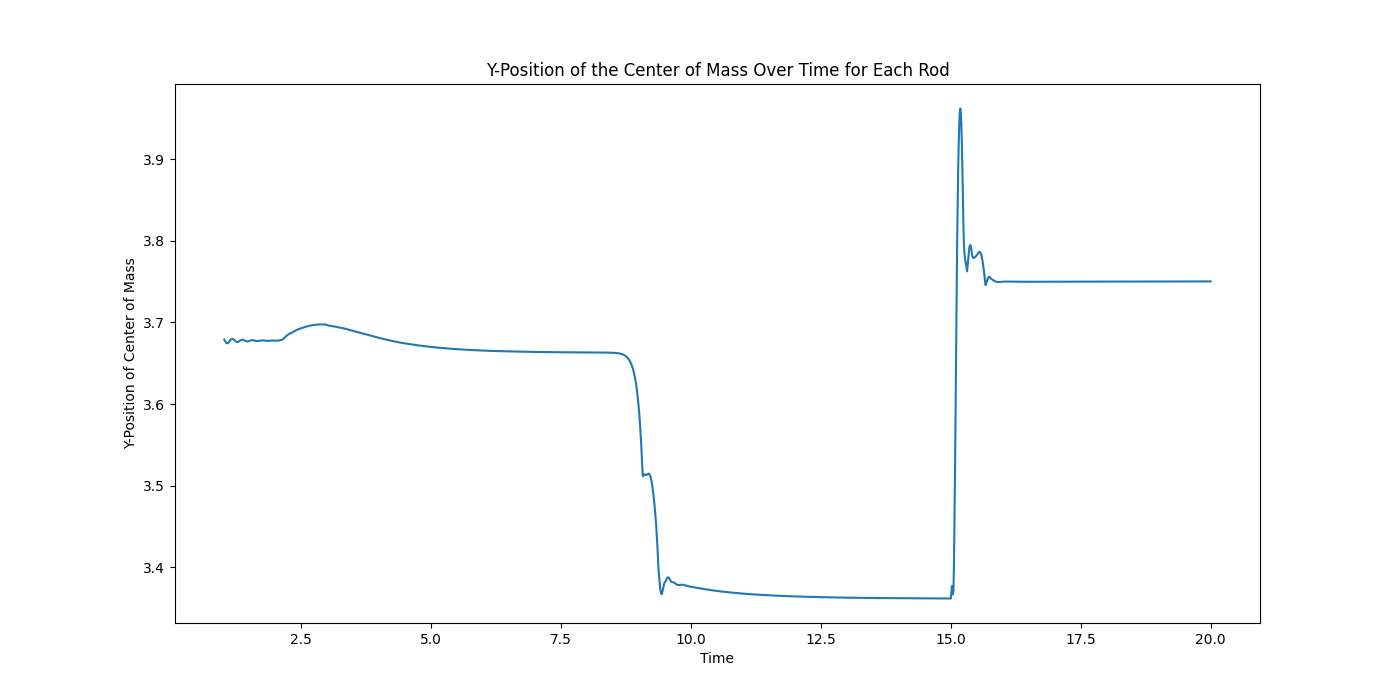 Y-Position of the Center of Mass Over Time for Each Rod
Y-Position of Center of Mass
3.9
3.8
3.7
3.6
3.5
3.4
2.5 5.0 7.5 10.0 12.5 15.0 17.5 20.0
Time